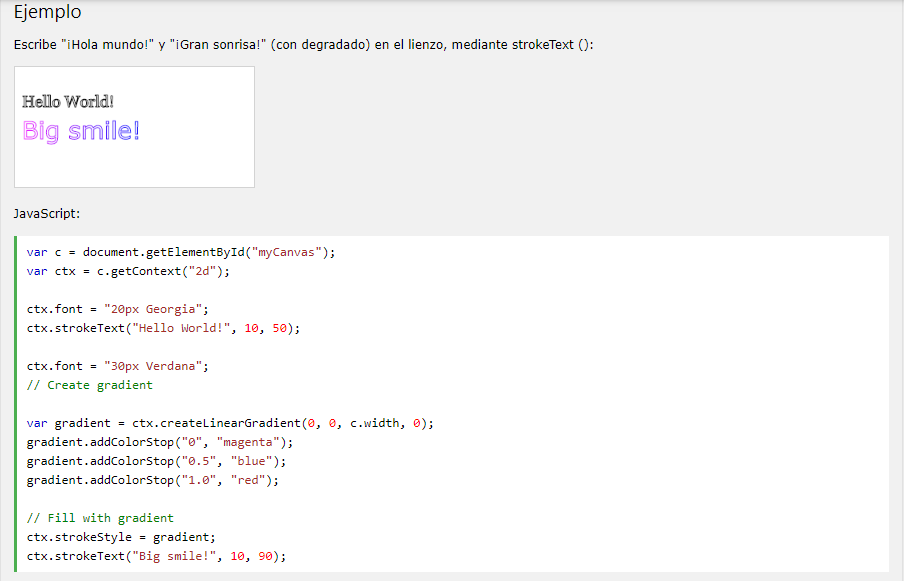 Ejemplo
Escribe "¡Hola mundo!" y "¡Gran sonrisa!" (con degradado) en el lienzo, mediante strokeText ():
Hello World!
Big smile!
JavaScript:
var c = document.getElementById("myCanvas");
var ctx = c.getContext("2d");
ctx.font = "20px Georgia";
ctx.strokeText("Hello World!", 10, 50);
ctx.font = "30px Verdana";
// Create gradient
var gradient = ctx.createLinearGradient(0, 0, c.width, 0);
gradient.addColorStop("0", "magenta");
gradient.addColorStop("0.5", "blue");
gradient.addColorStop("1.0", "red");
// Fill with gradient
ctx.strokeStyle = gradient;
ctx.strokeText("Big smile!", 10, 90);